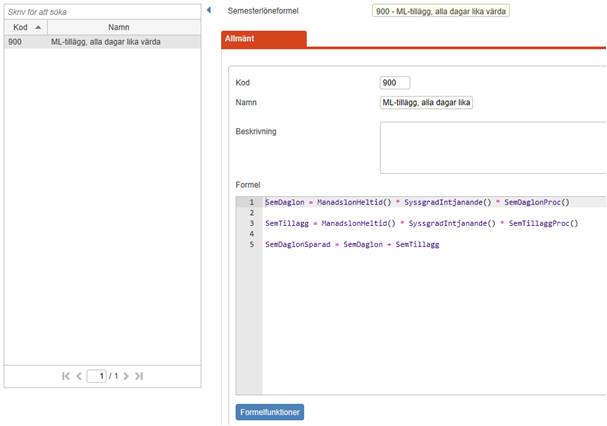 Skriv för att söka
Kod Namn
900 ML-tillägg, alla dagar lika värda
1 / 1
Semesterlöneformel 900 - ML-tillägg, alla dagar lika värda
Allmänt
Kod 900
Namn ML-tillägg, alla dagar lika
Beskrivning
Formel
1 SemDaglon = ManadslonHeltid() * SyssgradIntjanande() * SemDaglonProc()
2
3 SemTillagg = ManadslonHeltid() * SyssgradIntjanande() * SemTillaggProc()
4
5 SemDaglonSparad = SemDaglon + SemTillagg
Formelfunktioner